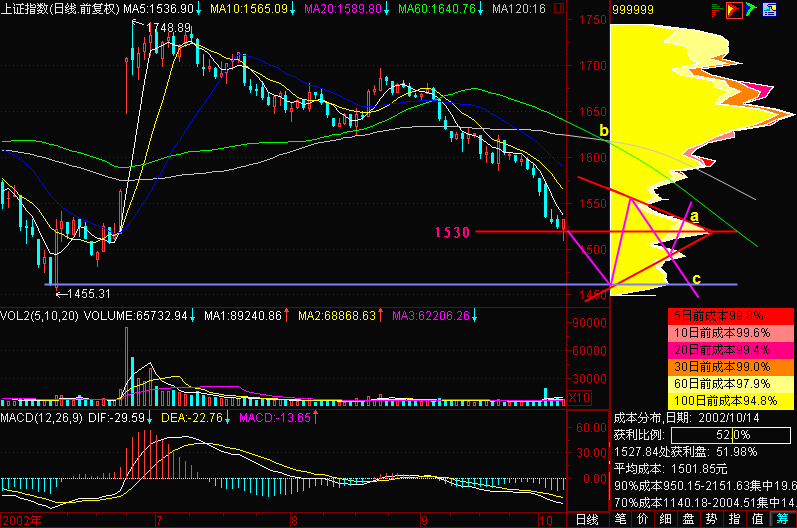 上证指数(日线.前复权) MA5:1536.90↓ MA10:1565.09↓ MA20:1589.80↓ MA60:1640.76↓ MA120:16
999999
1750
1748.89
1700
1650
b
1600
1550
a
1530
1500
c
1455.31
1450
VOL2(5,10,20) VOLUME:65732.94↓ MA1:89240.86↑ MA2:68868.63↑ MA3:62206.26↓
90000
60000
30000
X10
5日前成本99.8%
10日前成本99.6%
20日前成本99.4%
30日前成本99.0%
60日前成本97.9%
100日前成本94.8%
MACD(12,26,9) DIF:-29.59↓ DEA:-22.76↓ MACD:-13.65↑
60.00
30.00
0.00
成本分布,日期: 2002/10/14
获利比例: 52.0%
1527.84处获利盘: 51.98%
平均成本: 1501.85元
90%成本950.15-2151.63集中19.6
70%成本1140.18-2004.51集中14.
2002年 7 8 9 10 日线 笔 价 细 盘 势 指 值 筹